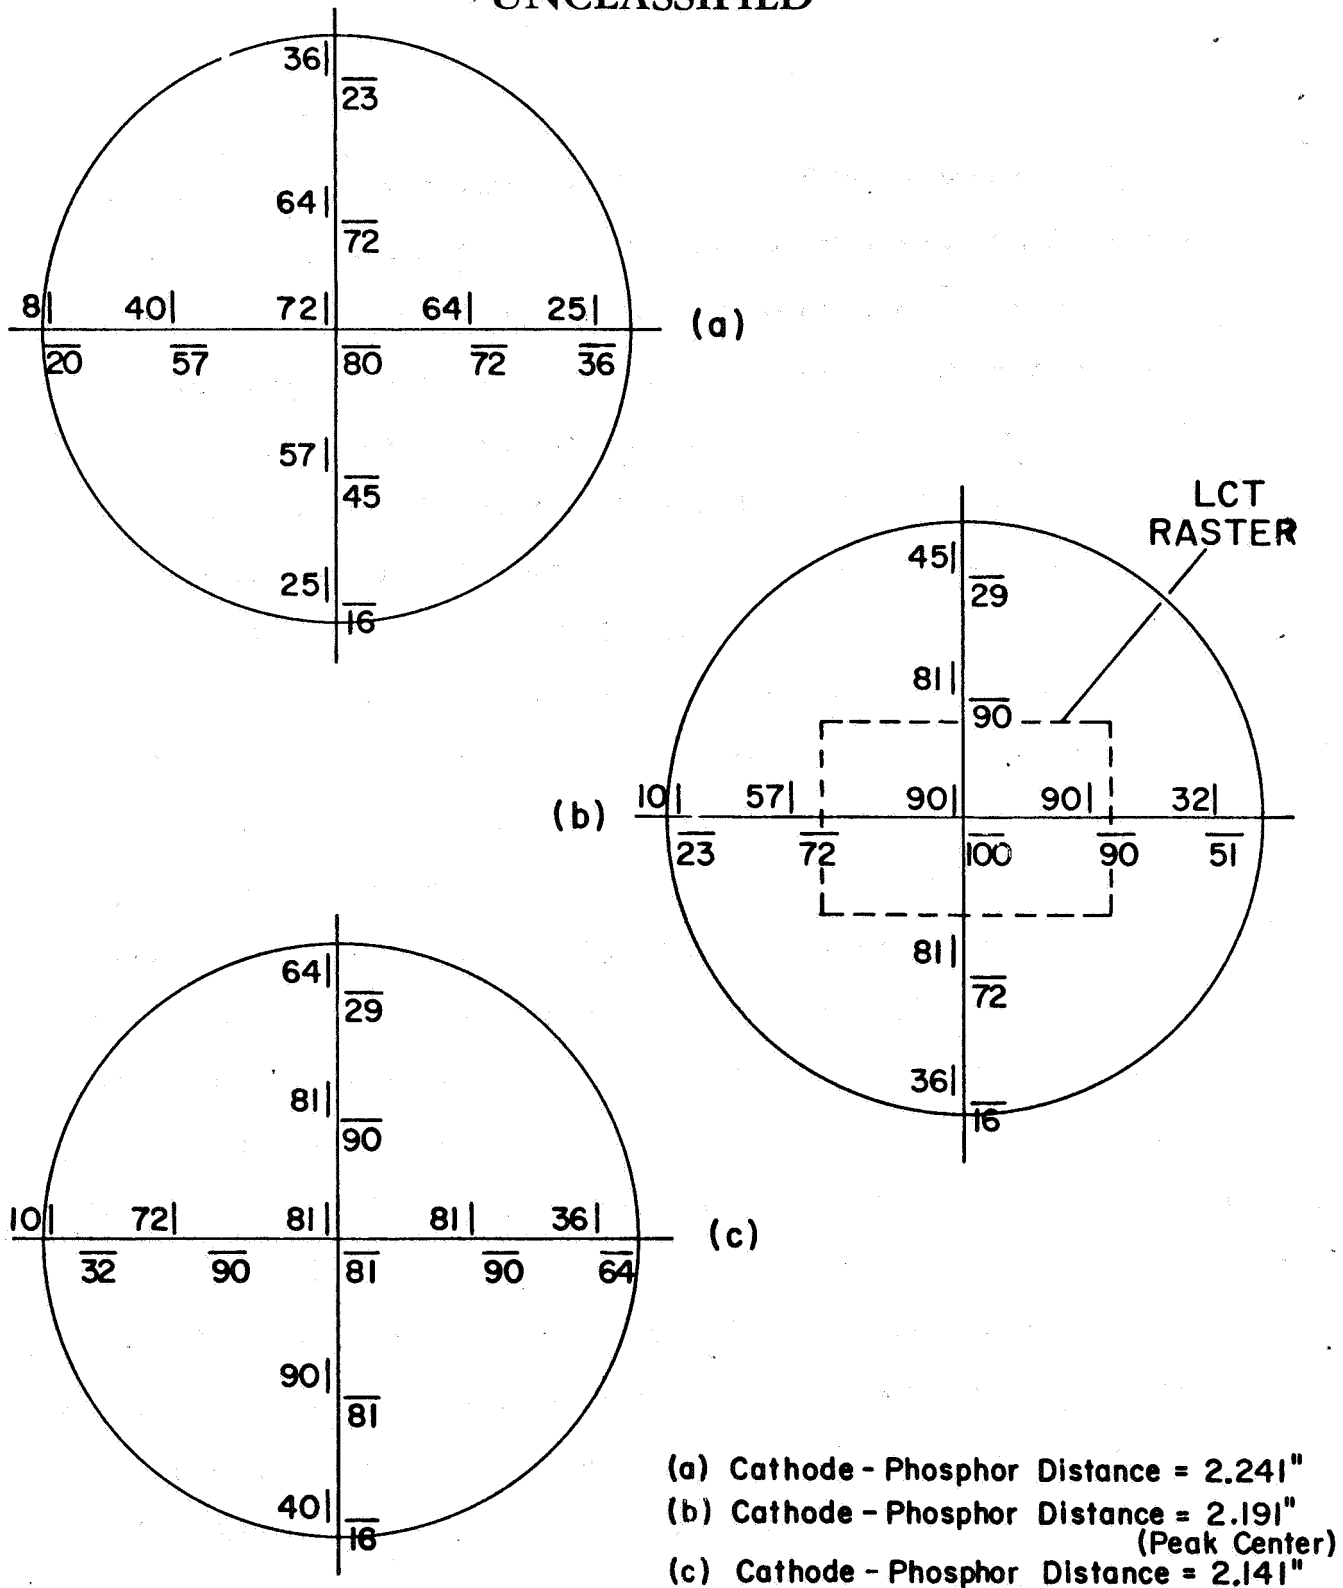 UNCLASSIFIED
36
23
64
72
8 40 72 64 25
(a)
20 57 80 72 36
57
45
25
16
LCT
RASTER
45
29
81
90
10 57 90 90 32
(b)
23 72 100 90 51
81
72
36
16
64
29
81
90
10 72 81 81 36
(c)
32 90 81 90 64
90
81
40
16
(a) Cathode - Phosphor Distance = 2.241"
(b) Cathode - Phosphor Distance = 2.191"
(Peak Center)
(c) Cathode - Phosphor Distance = 2.141"